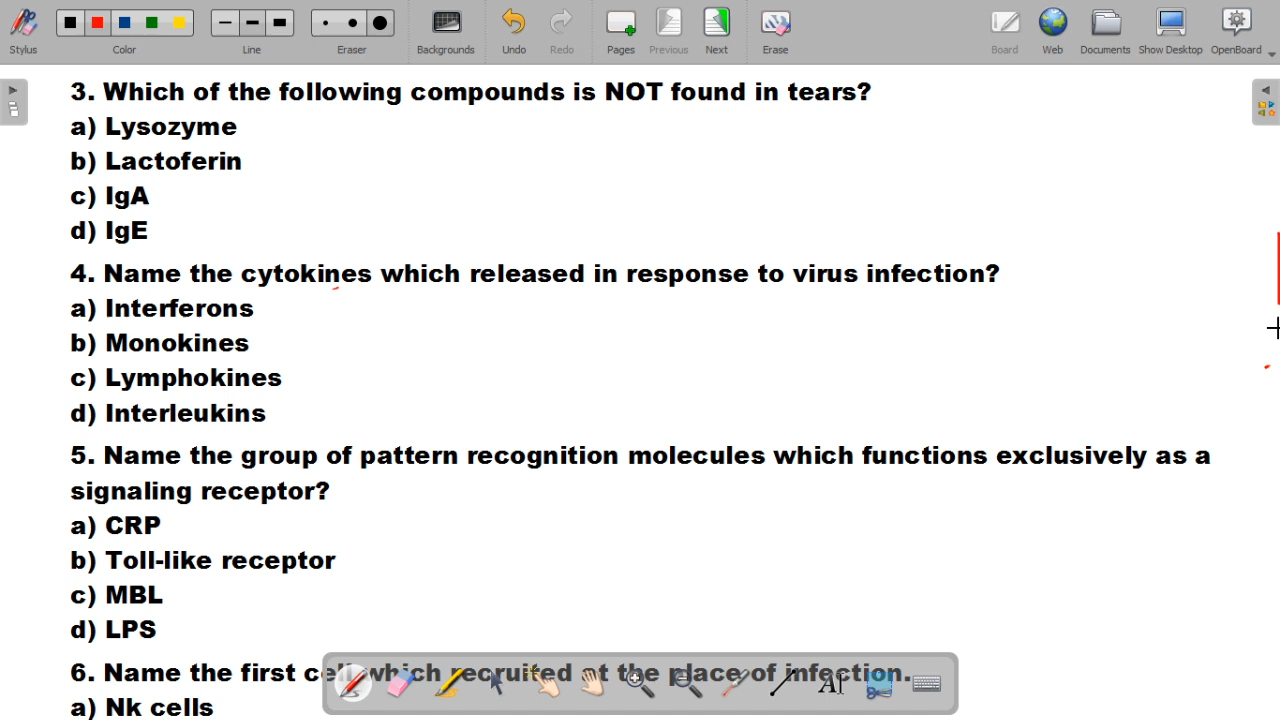 Stylus Color Line Eraser Backgrounds Undo Redo Pages Previous Next Erase Board Web Documents Show Desktop OpenBoard
3. Which of the following compounds is NOT found in tears?
a) Lysozyme
b) Lactoferin
c) IgA
d) IgE
4. Name the cytokines which released in response to virus infection?
a) Interferons
b) Monokines
c) Lymphokines
d) Interleukins
5. Name the group of pattern recognition molecules which functions exclusively as a
signaling receptor?
a) CRP
b) Toll-like receptor
c) MBL
d) LPS
6. Name the first cell which recruited at the place of infection.
a) Nk cells